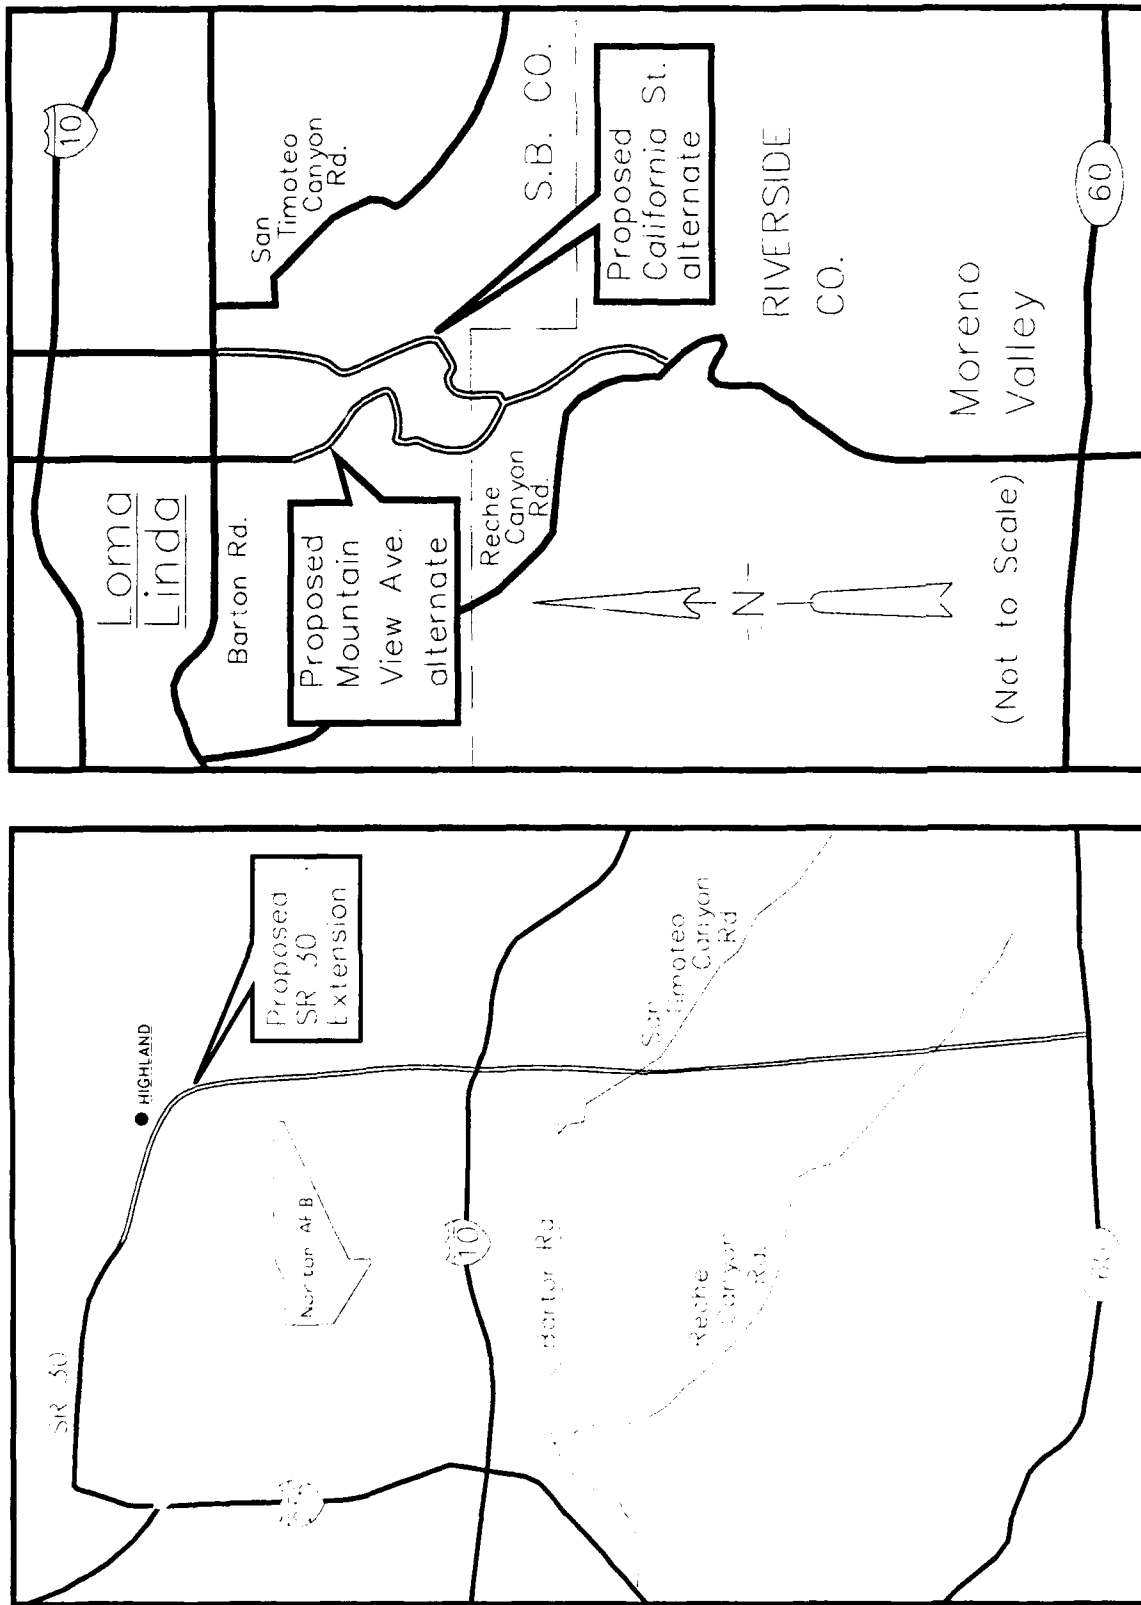 10
San
Timoteo
Canyon
Rd.
S.B. CO.
Proposed
California St.
alternate
RIVERSIDE
CO.
60
Moreno
Valley
Loma
Linda
Barton Rd.
Proposed
Mountain
View Ave.
alternate
Reche
Canyon
Rd.
N
(Not to Scale)
HIGHLAND
Proposed
SR 30
Extension
SR 30
Norton AFB
10
Barton Rd
San
Timoteo
Canyon
Rd
Reche
Canyon
Rd.
60